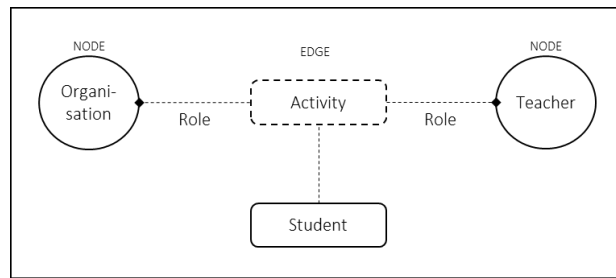 NODE
EDGE
NODE
Organi-
sation
Activity
Teacher
Role
Role
Student